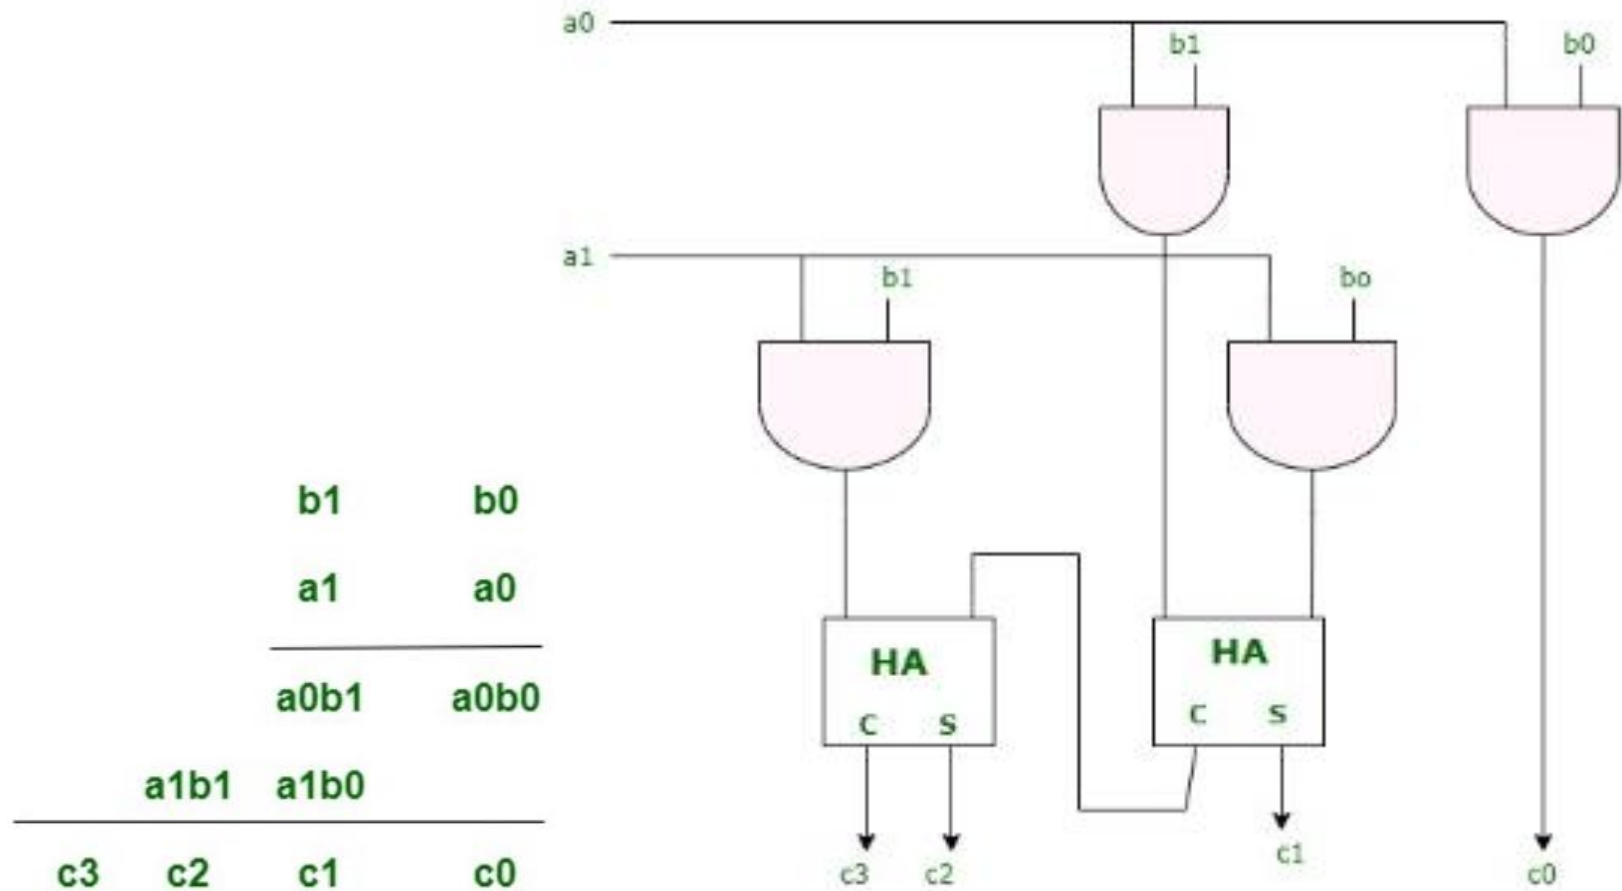 a0
b1 b0
a1
b1 bo
b1 b0
a1 a0
HA HA
a0b1 a0b0
C S C S
a1b1 a1b0
c3 c2 c1 c0
c3 c2 c1 c0